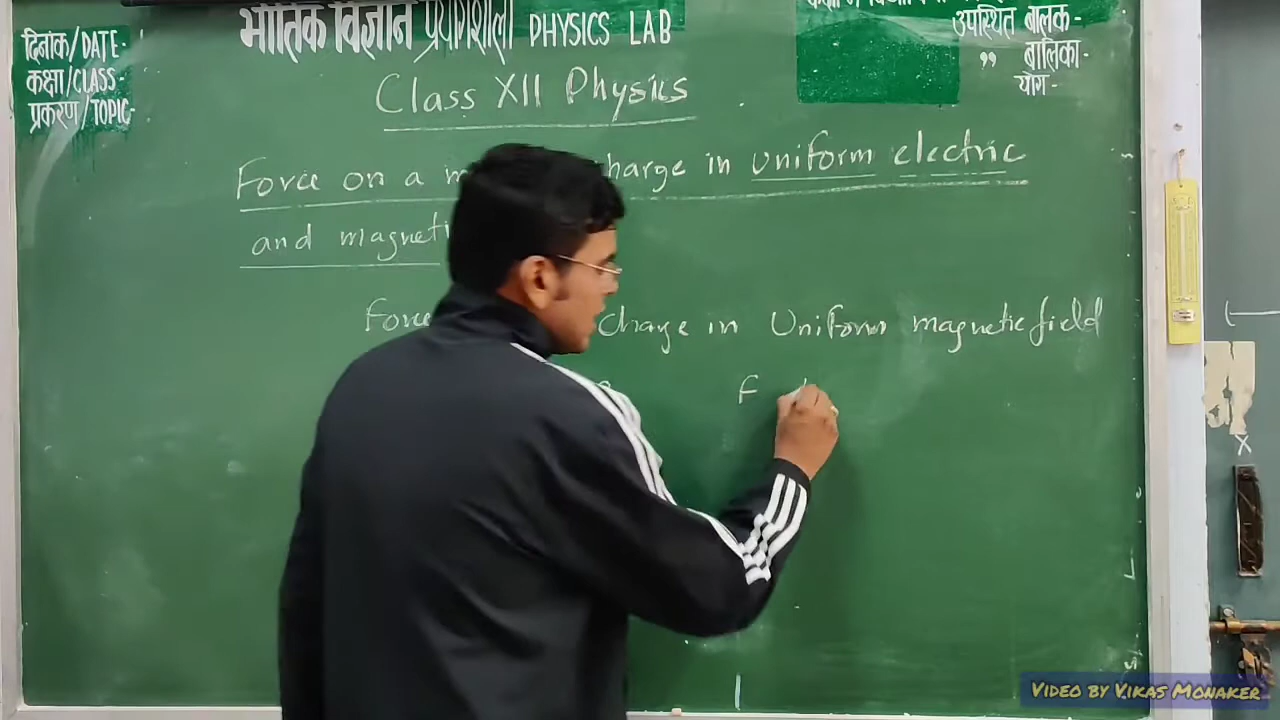 दिनांक/DATE-
कक्षा/CLASS-
प्रकरण/TOPIC-
भौतिक विज्ञान प्रयोगशाला PHYSICS LAB
उपस्थित बालक-
" बालिका-
योग-
Class XII Physics
Force on a m harge in uniform electric
and magneti
Force charge in Uniform magnetic field
F
VIDEO BY VIKAS MONAKER